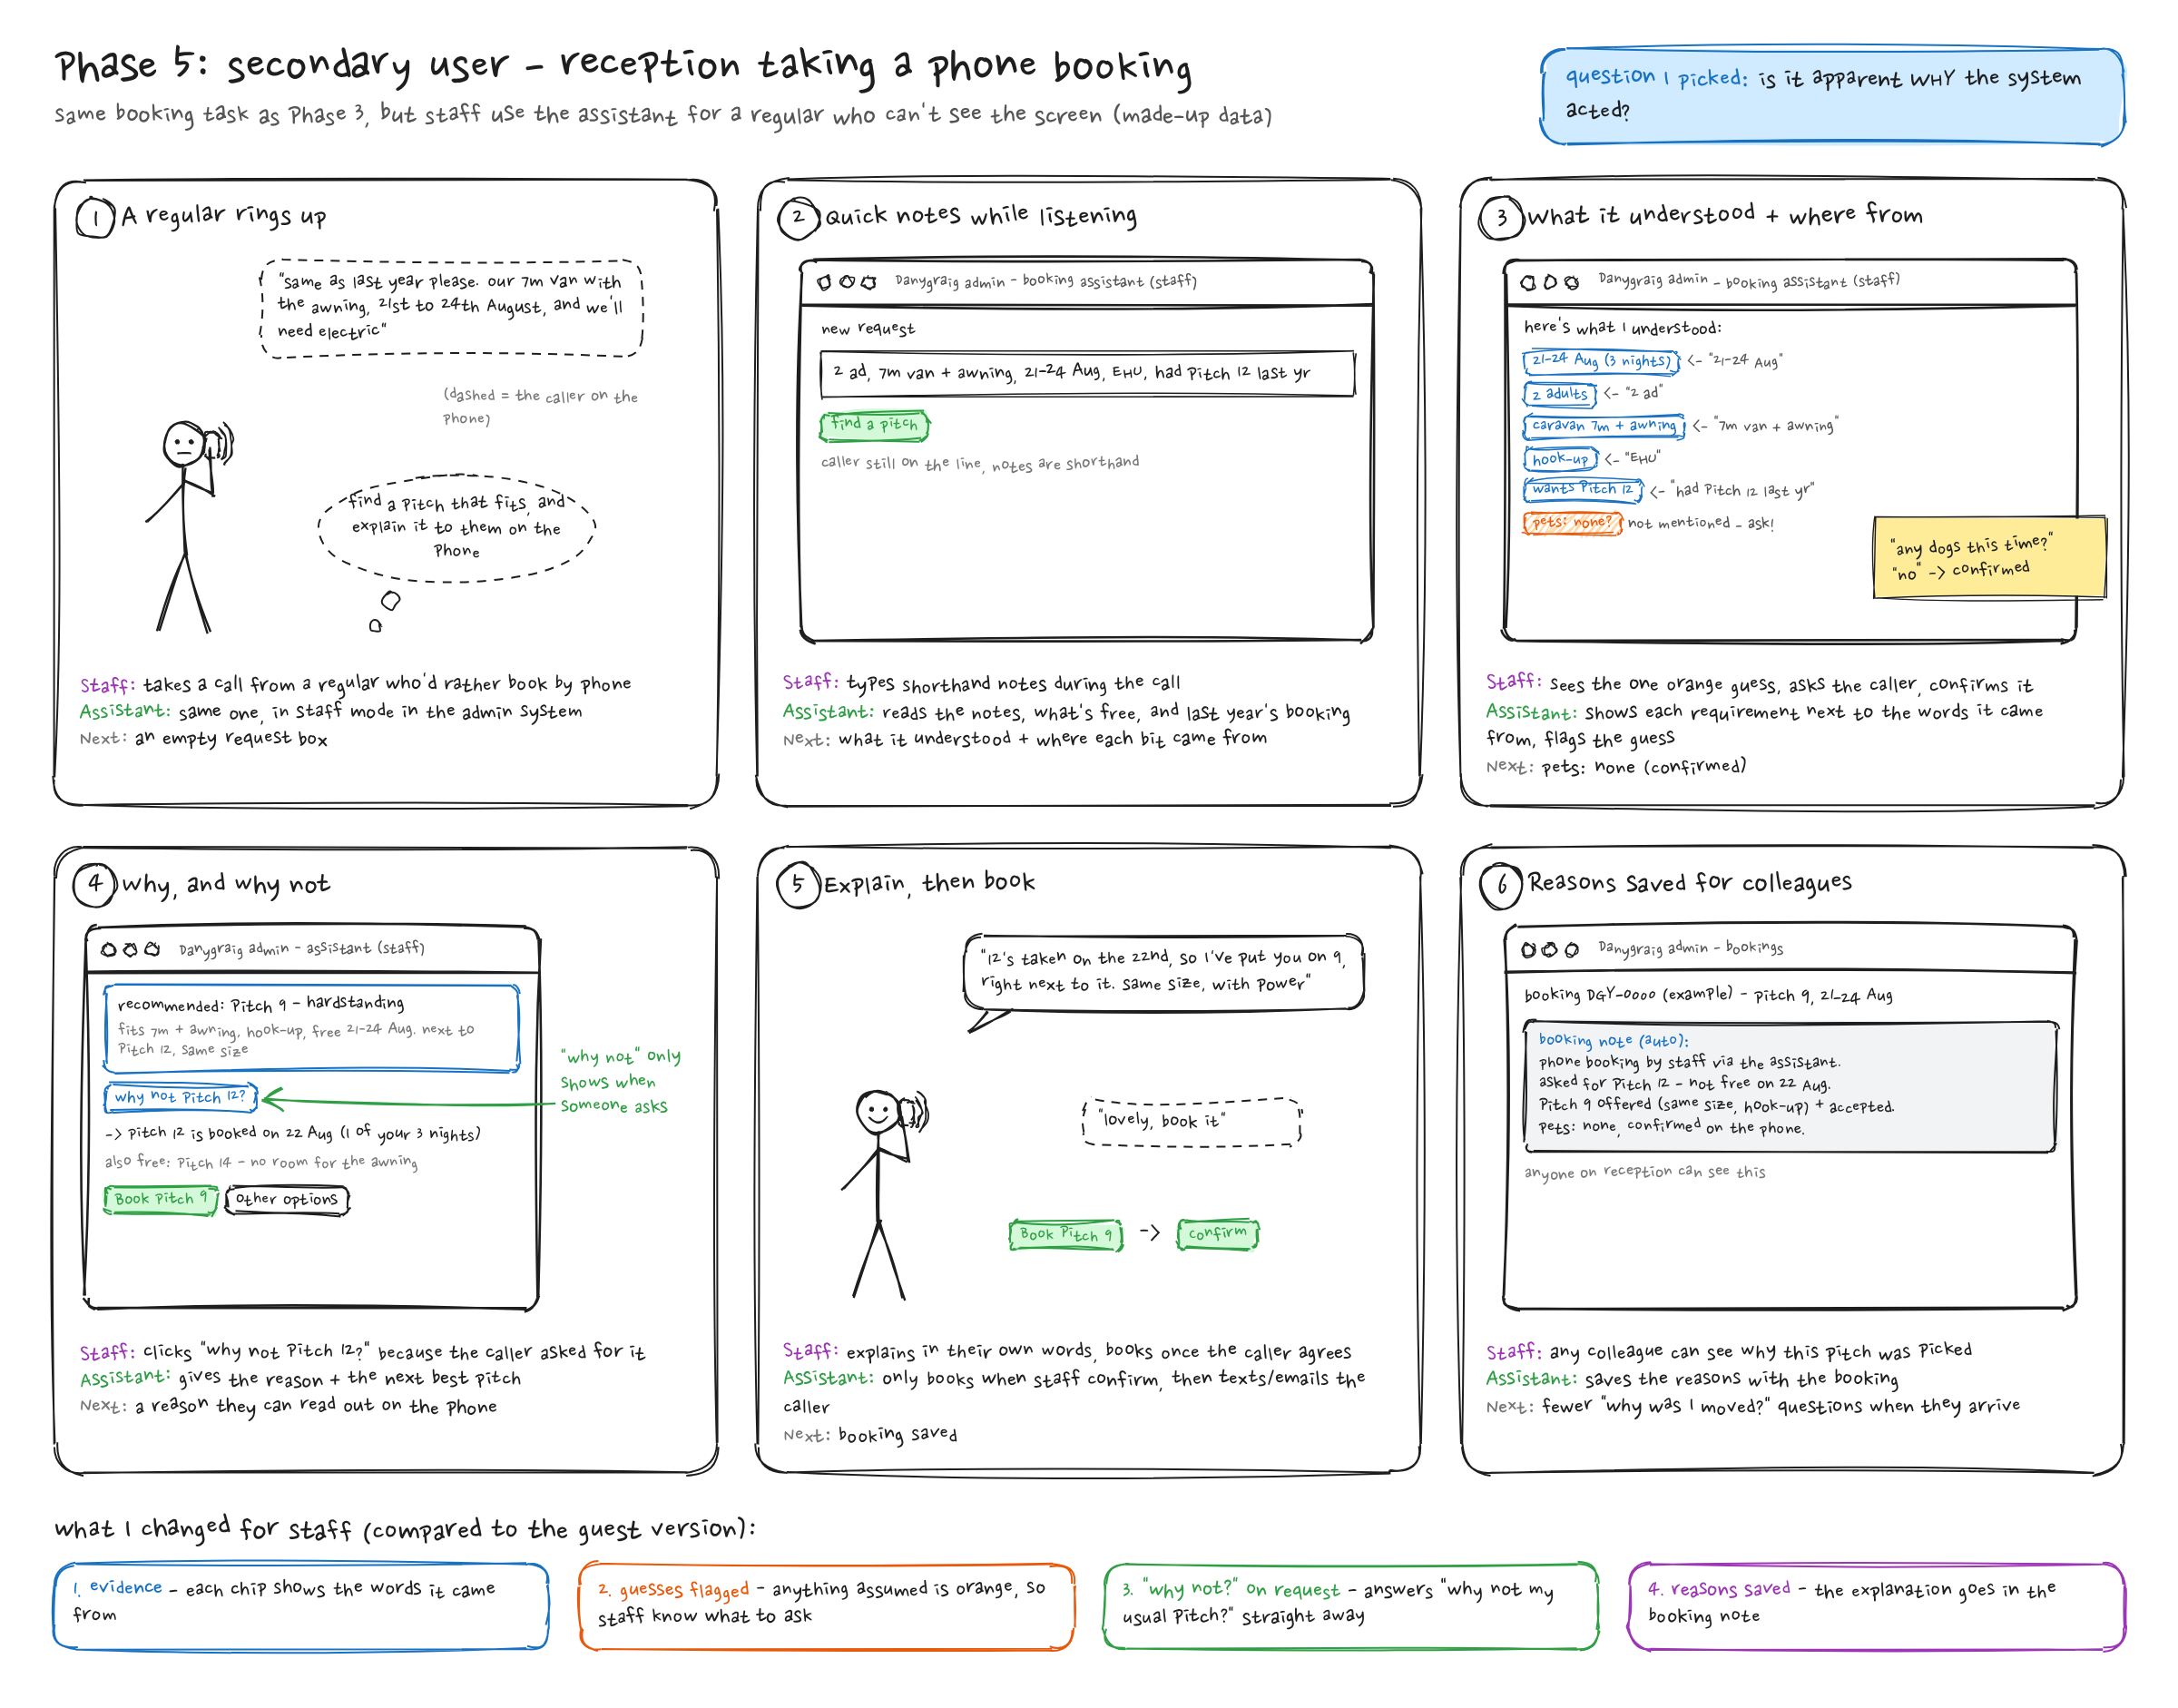 Phase 5: secondary user - reception taking a phone booking
same booking task as Phase 3, but staff use the assistant for a regular who can't see the screen (made-up data)
question I picked: is it apparent WHY the system
acted?
1 A regular rings up
"same as last year please. our 7m van with
the awning, 21st to 24th August, and we'll
need electric"
(dashed = the caller on the
phone)
find a pitch that fits, and
explain it to them on the
phone
Staff: takes a call from a regular who'd rather book by phone
Assistant: same one, in staff mode in the admin system
Next: an empty request box
2 Quick notes while listening
Danygraig admin - booking assistant (staff)
new request
2 ad, 7m van + awning, 21-24 Aug, EHU, had Pitch 12 last yr
find a pitch
caller still on the line, notes are shorthand
Staff: types shorthand notes during the call
Assistant: reads the notes, what's free, and last year's booking
Next: what it understood + where each bit came from
3 What it understood + where from
Danygraig admin - booking assistant (staff)
here's what I understood:
21-24 Aug (3 nights) <- "21-24 Aug"
2 adults <- "2 ad"
caravan 7m + awning <- "7m van + awning"
hook-up <- "EHU"
wants Pitch 12 <- "had Pitch 12 last yr"
pets: none? not mentioned - ask!
"any dogs this time?"
"no" -> confirmed
Staff: sees the one orange guess, asks the caller, confirms it
Assistant: shows each requirement next to the words it came
from, flags the guess
Next: pets: none (confirmed)
4 Why, and why not
Danygraig admin - assistant (staff)
recommended: Pitch 9 - hardstanding
fits 7m + awning, hook-up, free 21-24 Aug. next to
Pitch 12, same size
why not Pitch 12?
"why not" only
shows when
someone asks
-> Pitch 12 is booked on 22 Aug (1 of your 3 nights)
also free: Pitch 14 - no room for the awning
Book Pitch 9 other options
Staff: clicks "why not Pitch 12?" because the caller asked for it
Assistant: gives the reason + the next best pitch
Next: a reason they can read out on the phone
5 Explain, then book
"12's taken on the 22nd, so I've put you on 9,
right next to it. same size, with power"
"lovely, book it"
Book Pitch 9 -> confirm
Staff: explains in their own words, books once the caller agrees
Assistant: only books when staff confirm, then texts/emails the
caller
Next: booking saved
6 Reasons saved for colleagues
Danygraig admin - bookings
booking DGY-0000 (example) - pitch 9, 21-24 Aug
booking note (auto):
phone booking by staff via the assistant.
asked for Pitch 12 - not free on 22 Aug.
Pitch 9 offered (same size, hook-up) + accepted.
pets: none, confirmed on the phone.
anyone on reception can see this
Staff: any colleague can see why this pitch was picked
Assistant: saves the reasons with the booking
Next: fewer "why was I moved?" questions when they arrive
what I changed for staff (compared to the guest version):
1. evidence - each chip shows the words it came
from
2. guesses flagged - anything assumed is orange, so
staff know what to ask
3. "why not?" on request - answers "why not my
usual pitch?" straight away
4. reasons saved - the explanation goes in the
booking note